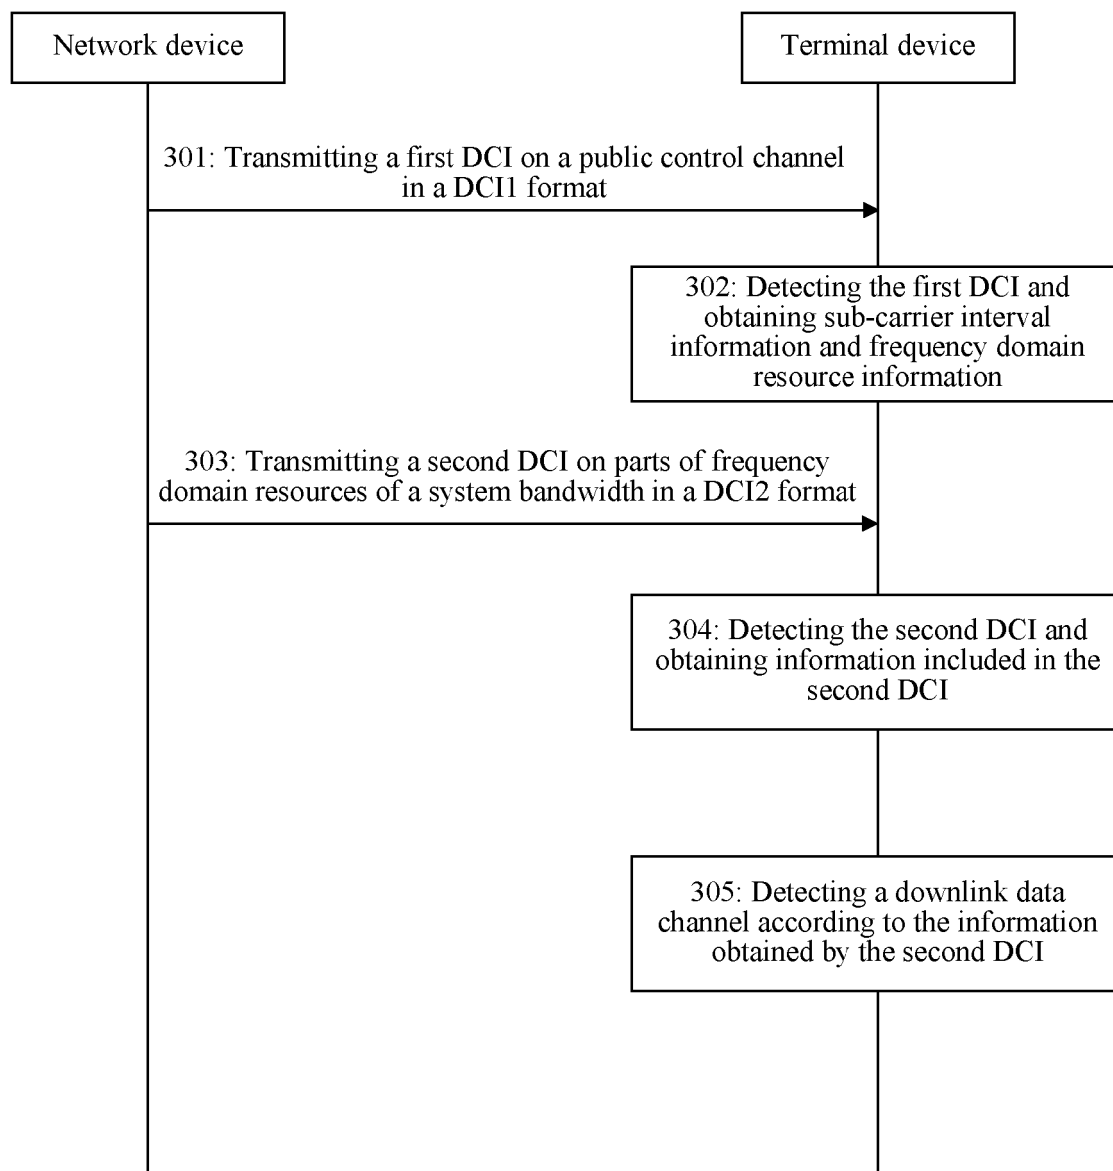 Network device
Terminal device
301: Transmitting a first DCI on a public control channel
in a DCI1 format
302: Detecting the first DCI and
obtaining sub-carrier interval
information and frequency domain
resource information
303: Transmitting a second DCI on parts of frequency
domain resources of a system bandwidth in a DCI2 format
304: Detecting the second DCI and
obtaining information included in the
second DCI
305: Detecting a downlink data
channel according to the information
obtained by the second DCI